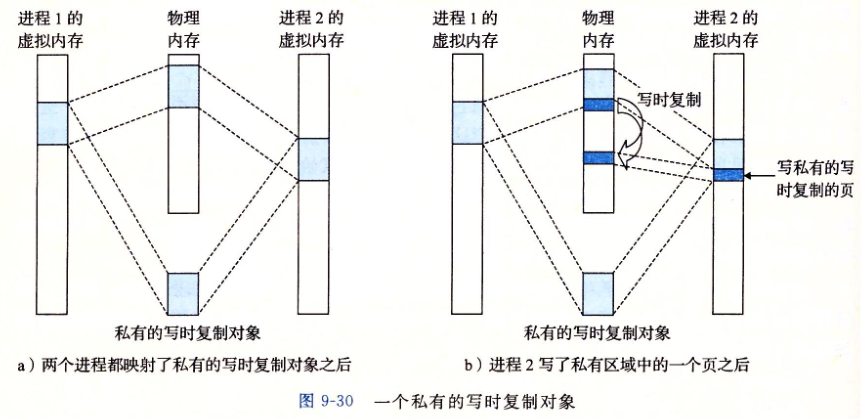 进程1的
虚拟内存
物理
内存
进程2的
虚拟内存
私有的写时复制对象
a）两个进程都映射了私有的写时复制对象之后
进程1的
虚拟内存
物理
内存
进程2的
虚拟内存
写时复制
写私有的写
时复制的页
私有的写时复制对象
b）进程2写了私有区域中的一个页之后
图 9-30 一个私有的写时复制对象